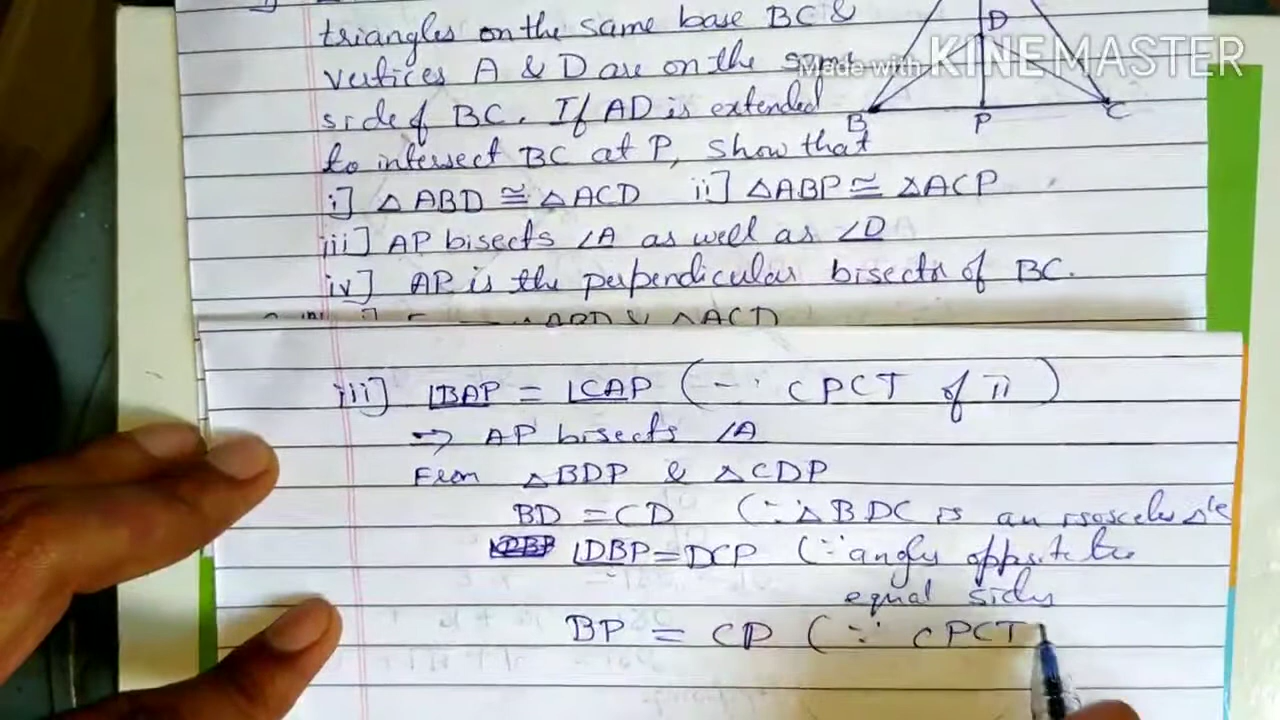 triangles on the same base BC &
vertices A & D are on the same
side of BC. If AD is extended
to intersect BC at P, show that
i] △ABD ≅ △ACD ii] △ABP ≅ △ACP
iii] AP bisects ∠A as well as ∠D
iv] AP is the perpendicular bisector of BC.
△ABD & △ACD
D
B P C
Made with KINEMASTER
iii] ∠BAP = ∠CAP (∵ CPCT of ii)
⇒ AP bisects ∠A
From △BDP & △CDP
BD = CD (∵ △BDC is an isosceles △le
∠DBP = DCP (∵ angles opposite to
equal sides
BP = CP (∵ CPCT